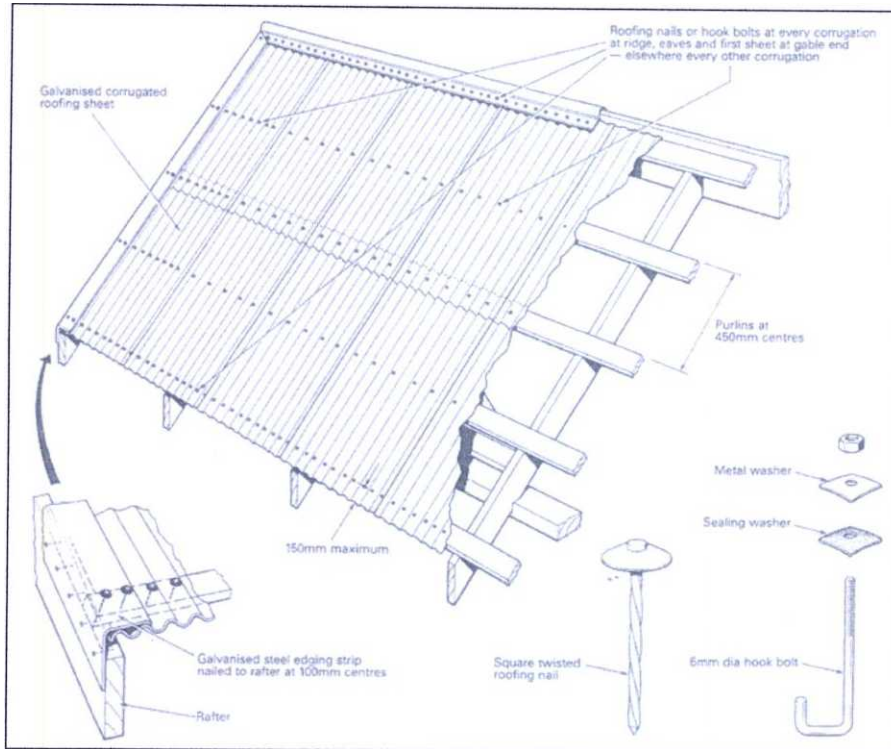 Roofing nails or hook bolts at every corrugation
at ridge, eaves and first sheet at gable end
— elsewhere every other corrugation
Galvanised corrugated
roofing sheet
Purlins at
450mm centres
Metal washer
Sealing washer
150mm maximum
Galvanised steel edging strip
nailed to rafter at 100mm centres
Square twisted
roofing nail
6mm dia hook bolt
Rafter